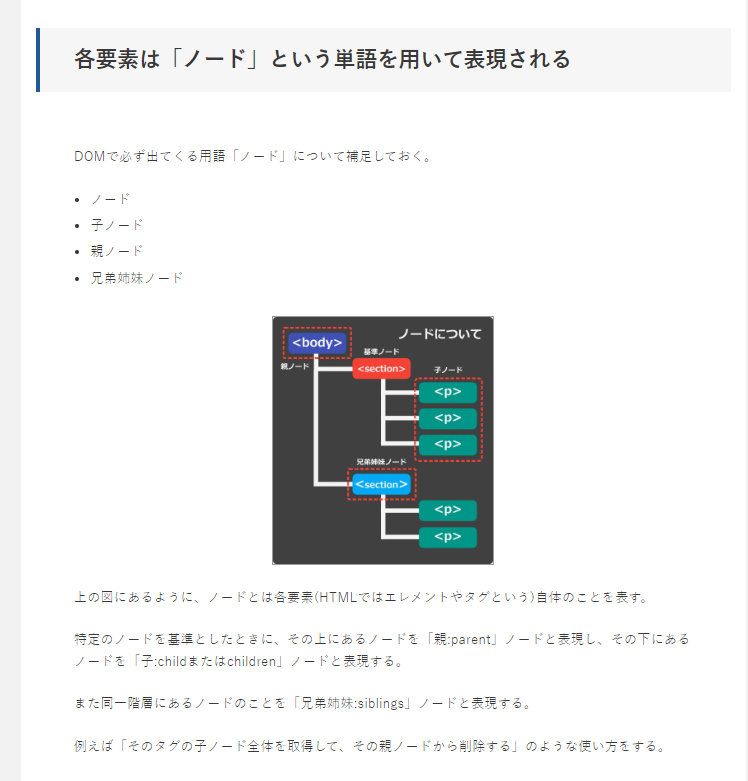 各要素は「ノード」という単語を用いて表現される
DOMで必ず出てくる用語「ノード」について補足しておく。
• ノード
• 子ノード
• 親ノード
• 兄弟姉妹ノード
ノードについて
<body>
基準ノード
親ノード
<section>
子ノード
<p>
<p>
<p>
兄弟姉妹ノード
<section>
<p>
<p>
上の図にあるように、ノードとは各要素(HTMLではエレメントやタグという)自体のことを表す。
特定のノードを基準としたときに、その上にあるノードを「親:parent」ノードと表現し、その下にある
ノードを「子:childまたはchildren」ノードと表現する。
また同一階層にあるノードのことを「兄弟姉妹:siblings」ノードと表現する。
例えば「そのタグの子ノード全体を取得して、その親ノードから削除する」のような使い方をする。